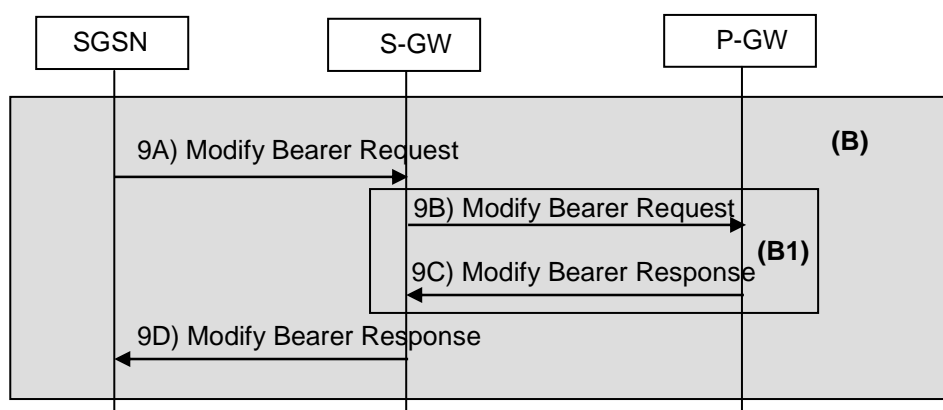 SGSN
S-GW
P-GW
(B)
9A) Modify Bearer Request
9B) Modify Bearer Request
(B1)
9C) Modify Bearer Response
9D) Modify Bearer Response